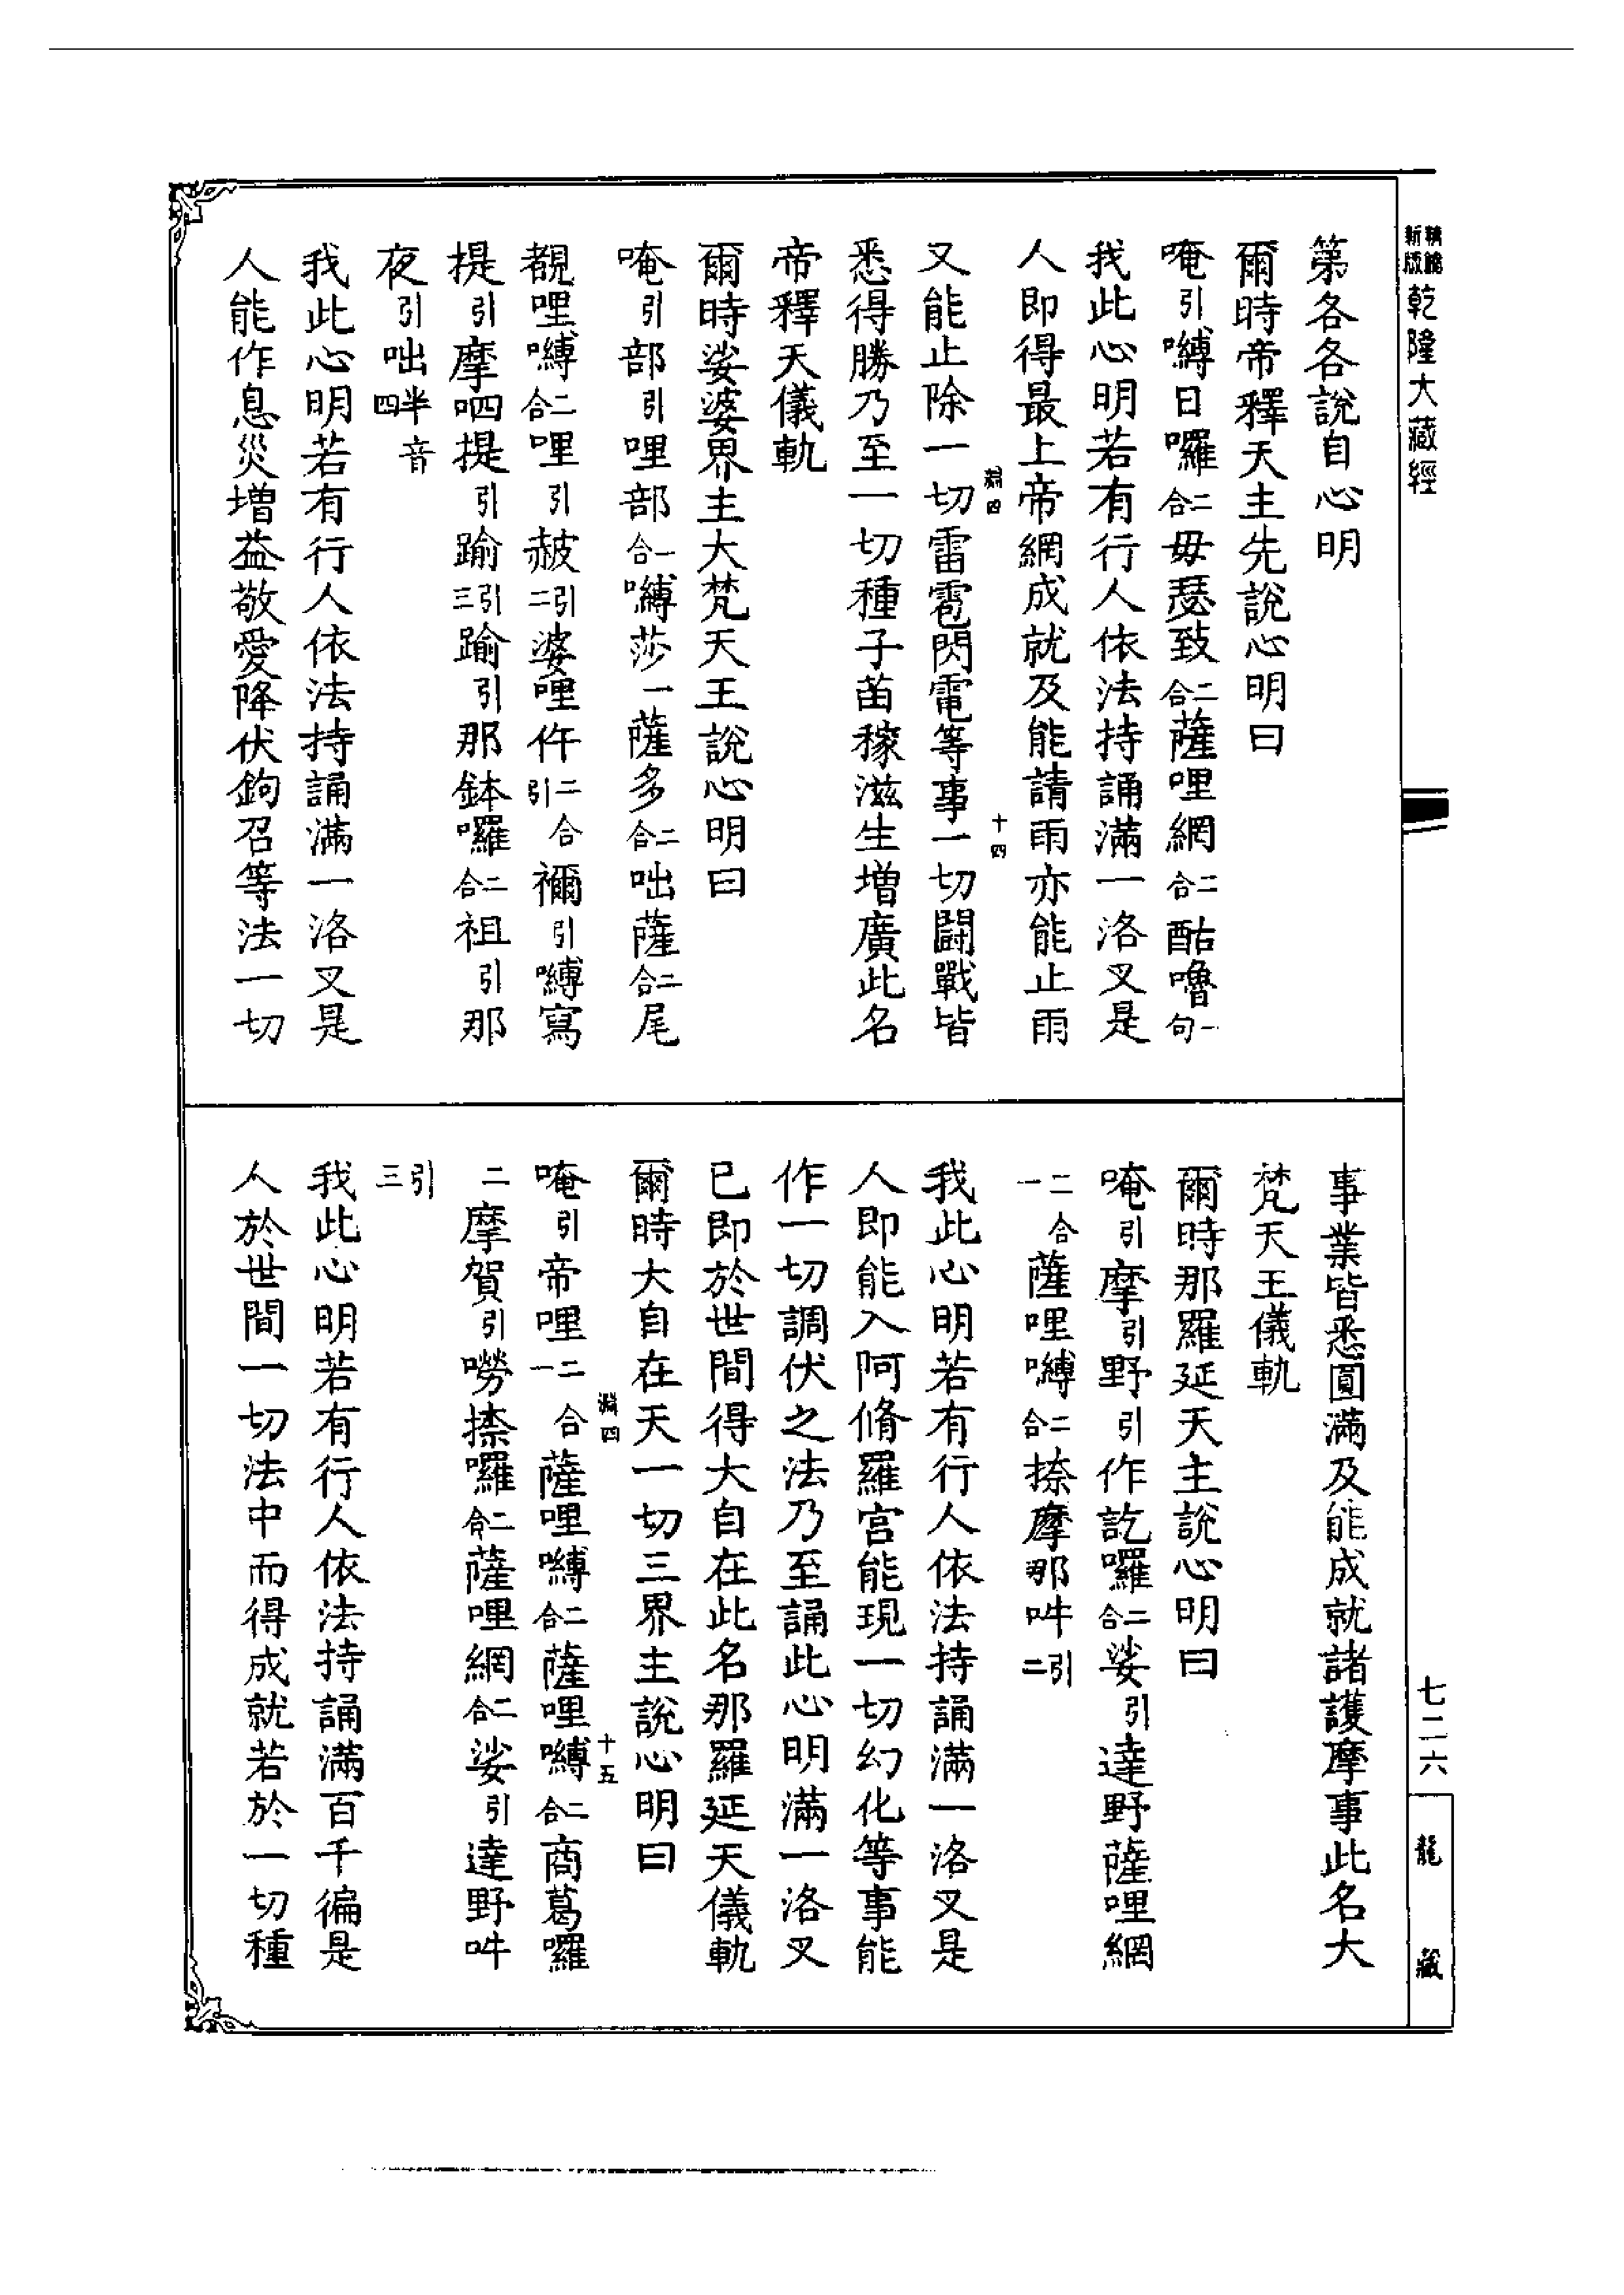 新版
精縮
乾隆大藏經
第各各說自心明
爾時帝釋天主先說心明曰
唵引嚩日囉二合毋瑟致二合薩哩網二合酤嚕一句
我此心明若有行人依法持誦滿一洛叉是
人即得最上帝網成就及能請雨亦能止雨
又能止除一切雷雹閃電等事一切鬪戰皆
悉得勝乃至一切種子苗稼滋生增廣此名
帝釋天儀軌
爾時娑婆界主大梵天王說心明曰
唵引部引哩部一合嚩莎一薩多二合咄薩二合尾
覩哩嚩二合哩引赧引二婆哩仵二合引禰引嚩寫
提引摩呬提引踰引三踰引那鉢囉二合祖引那
夜引咄半音四
我此心明若有行人依法持誦滿一洛叉是
人能作息災增益敬愛降伏鉤召等法一切
事業皆悉圓滿及能成就諸護摩事此名大
梵天王儀軌
爾時那羅延天主說心明曰
唵引摩引野引作訖囉二合娑引達野薩哩網
二合一薩哩嚩二合捺摩那吽引二
我此心明若有行人依法持誦滿一洛叉是
人即能入阿脩羅宮能現一切幻化等事能
作一切調伏之法乃至誦此心明滿一洛叉
已即於世間得大自在此名那羅延天儀軌
爾時大自在天一切三界主說心明曰
唵引帝哩二合一薩哩嚩二合薩哩嚩二合商葛囉
二摩賀引嘮捺囉二合薩哩網二合娑引達野吽
引三
我此心明若有行人依法持誦滿百千徧是
人於世間一切法中而得成就若於一切種
淵四
十四
淵四
十五
七二六
龍藏